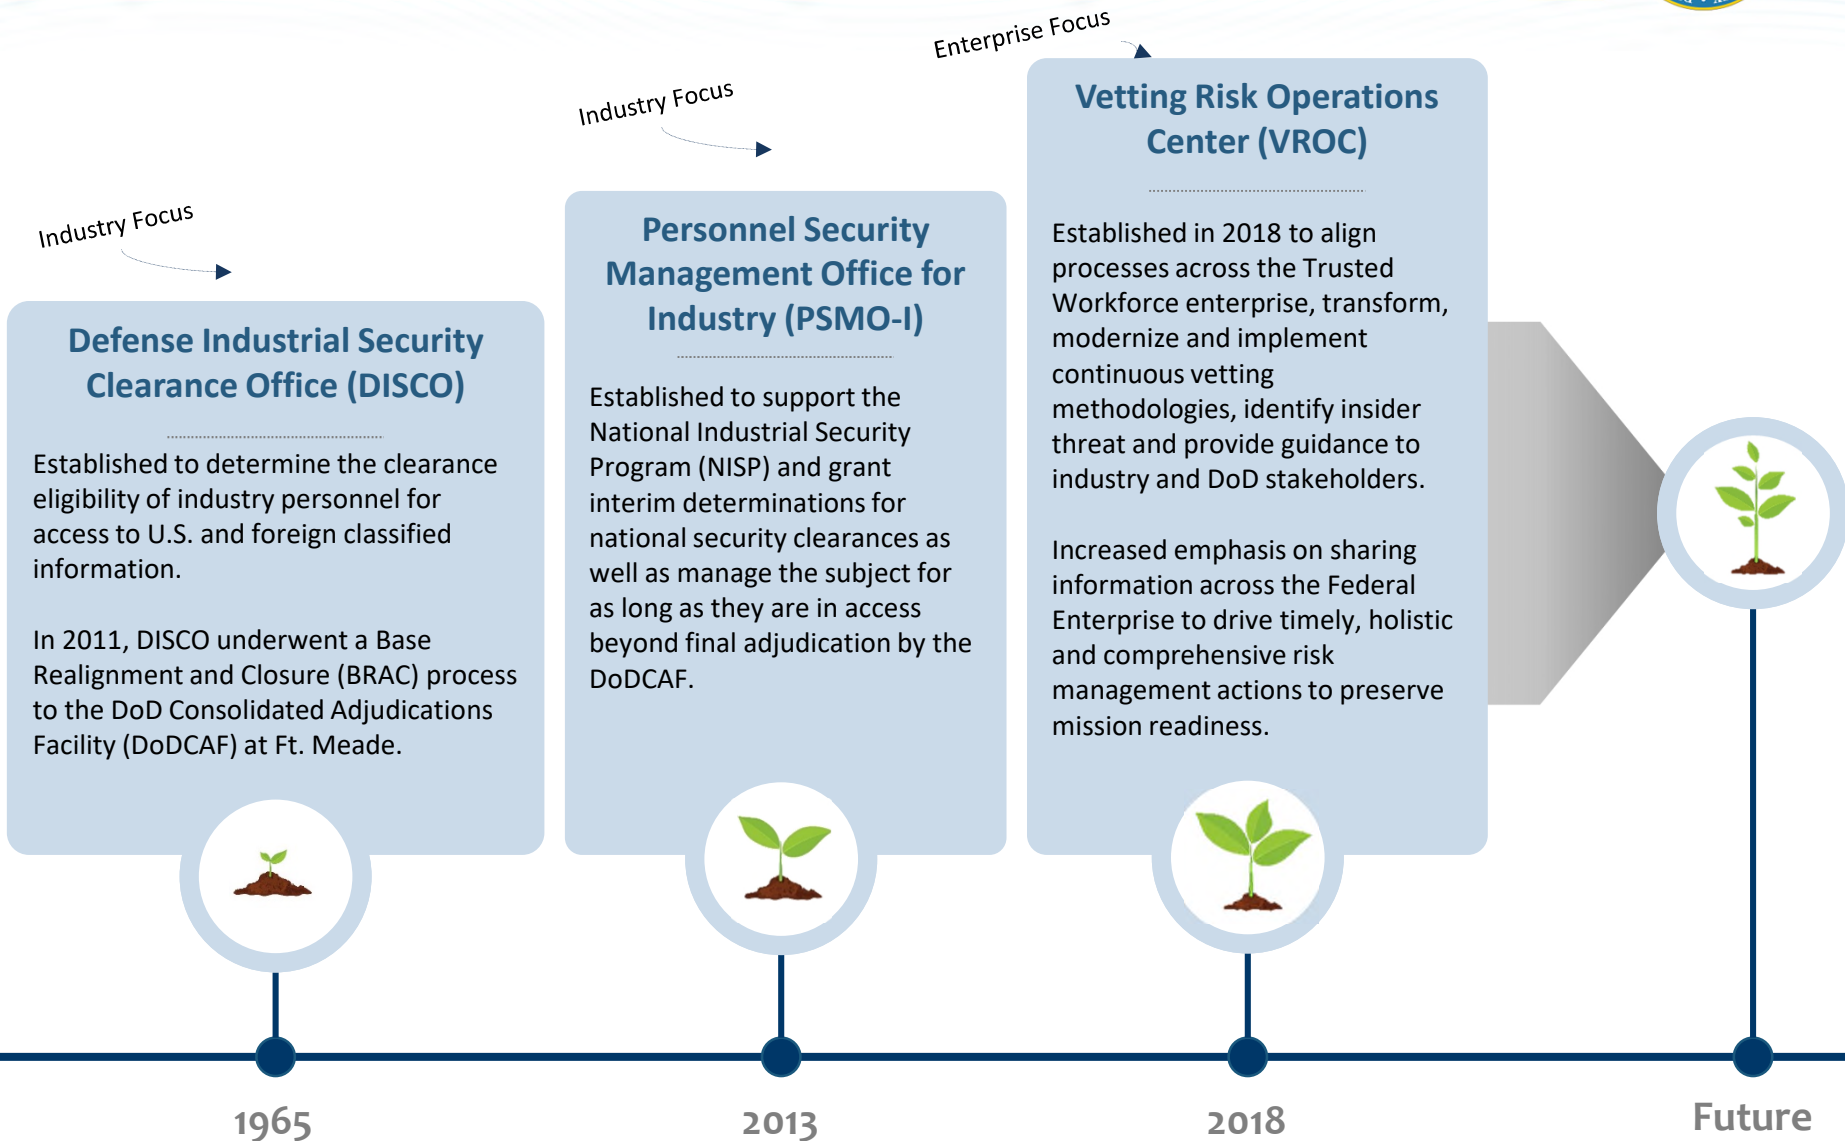 Industry Focus
Defense Industrial Security
Clearance Office (DISCO)
Established to determine the clearance
eligibility of industry personnel for
access to U.S. and foreign classified
information.
In 2011, DISCO underwent a Base
Realignment and Closure (BRAC) process
to the DoD Consolidated Adjudications
Facility (DoDCAF) at Ft. Meade.
Industry Focus
Personnel Security
Management Office for
Industry (PSMO-I)
Established to support the
National Industrial Security
Program (NISP) and grant
interim determinations for
national security clearances as
well as manage the subject for
as long as they are in access
beyond final adjudication by the
DoDCAF.
Enterprise Focus
Vetting Risk Operations
Center (VROC)
Established in 2018 to align
processes across the Trusted
Workforce enterprise, transform,
modernize and implement
continuous vetting
methodologies, identify insider
threat and provide guidance to
industry and DoD stakeholders.
Increased emphasis on sharing
information across the Federal
Enterprise to drive timely, holistic
and comprehensive risk
management actions to preserve
mission readiness.
1965
2013
2018
Future